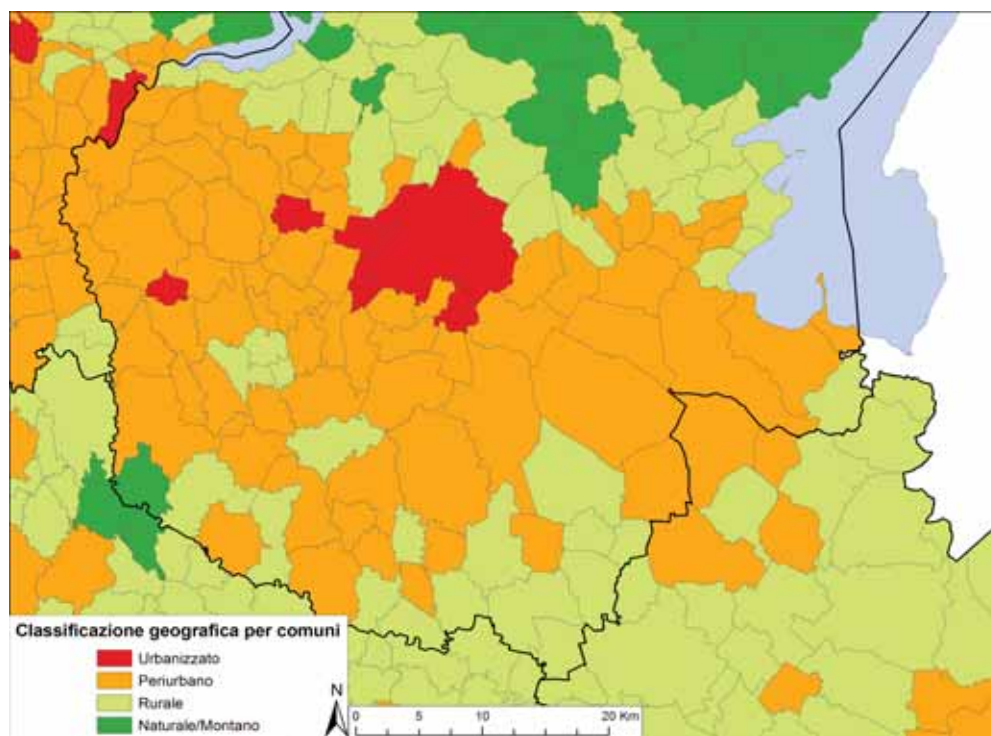 Classificazione geografica per comuni
Urbanizzato
Periurbano
Rurale
Naturale/Montano
N
0 5 10 20 Km